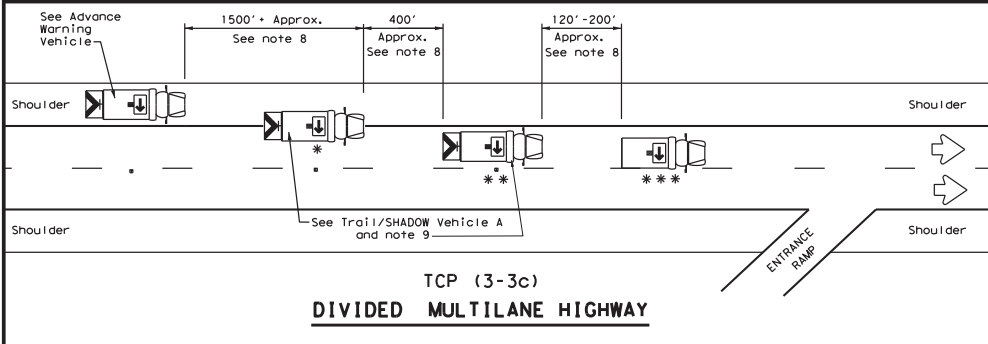 See Advance
Warning
Vehicle
1500'+ Approx.
See note 8
400'
Approx.
See note 8
120'-200'
Approx.
See note 8
Shoulder
Shoulder
*
**
***
See Trail/SHADOW Vehicle A
and note 9
Shoulder
Shoulder
ENTRANCE
RAMP
TCP (3-3c)
DIVIDED MULTILANE HIGHWAY